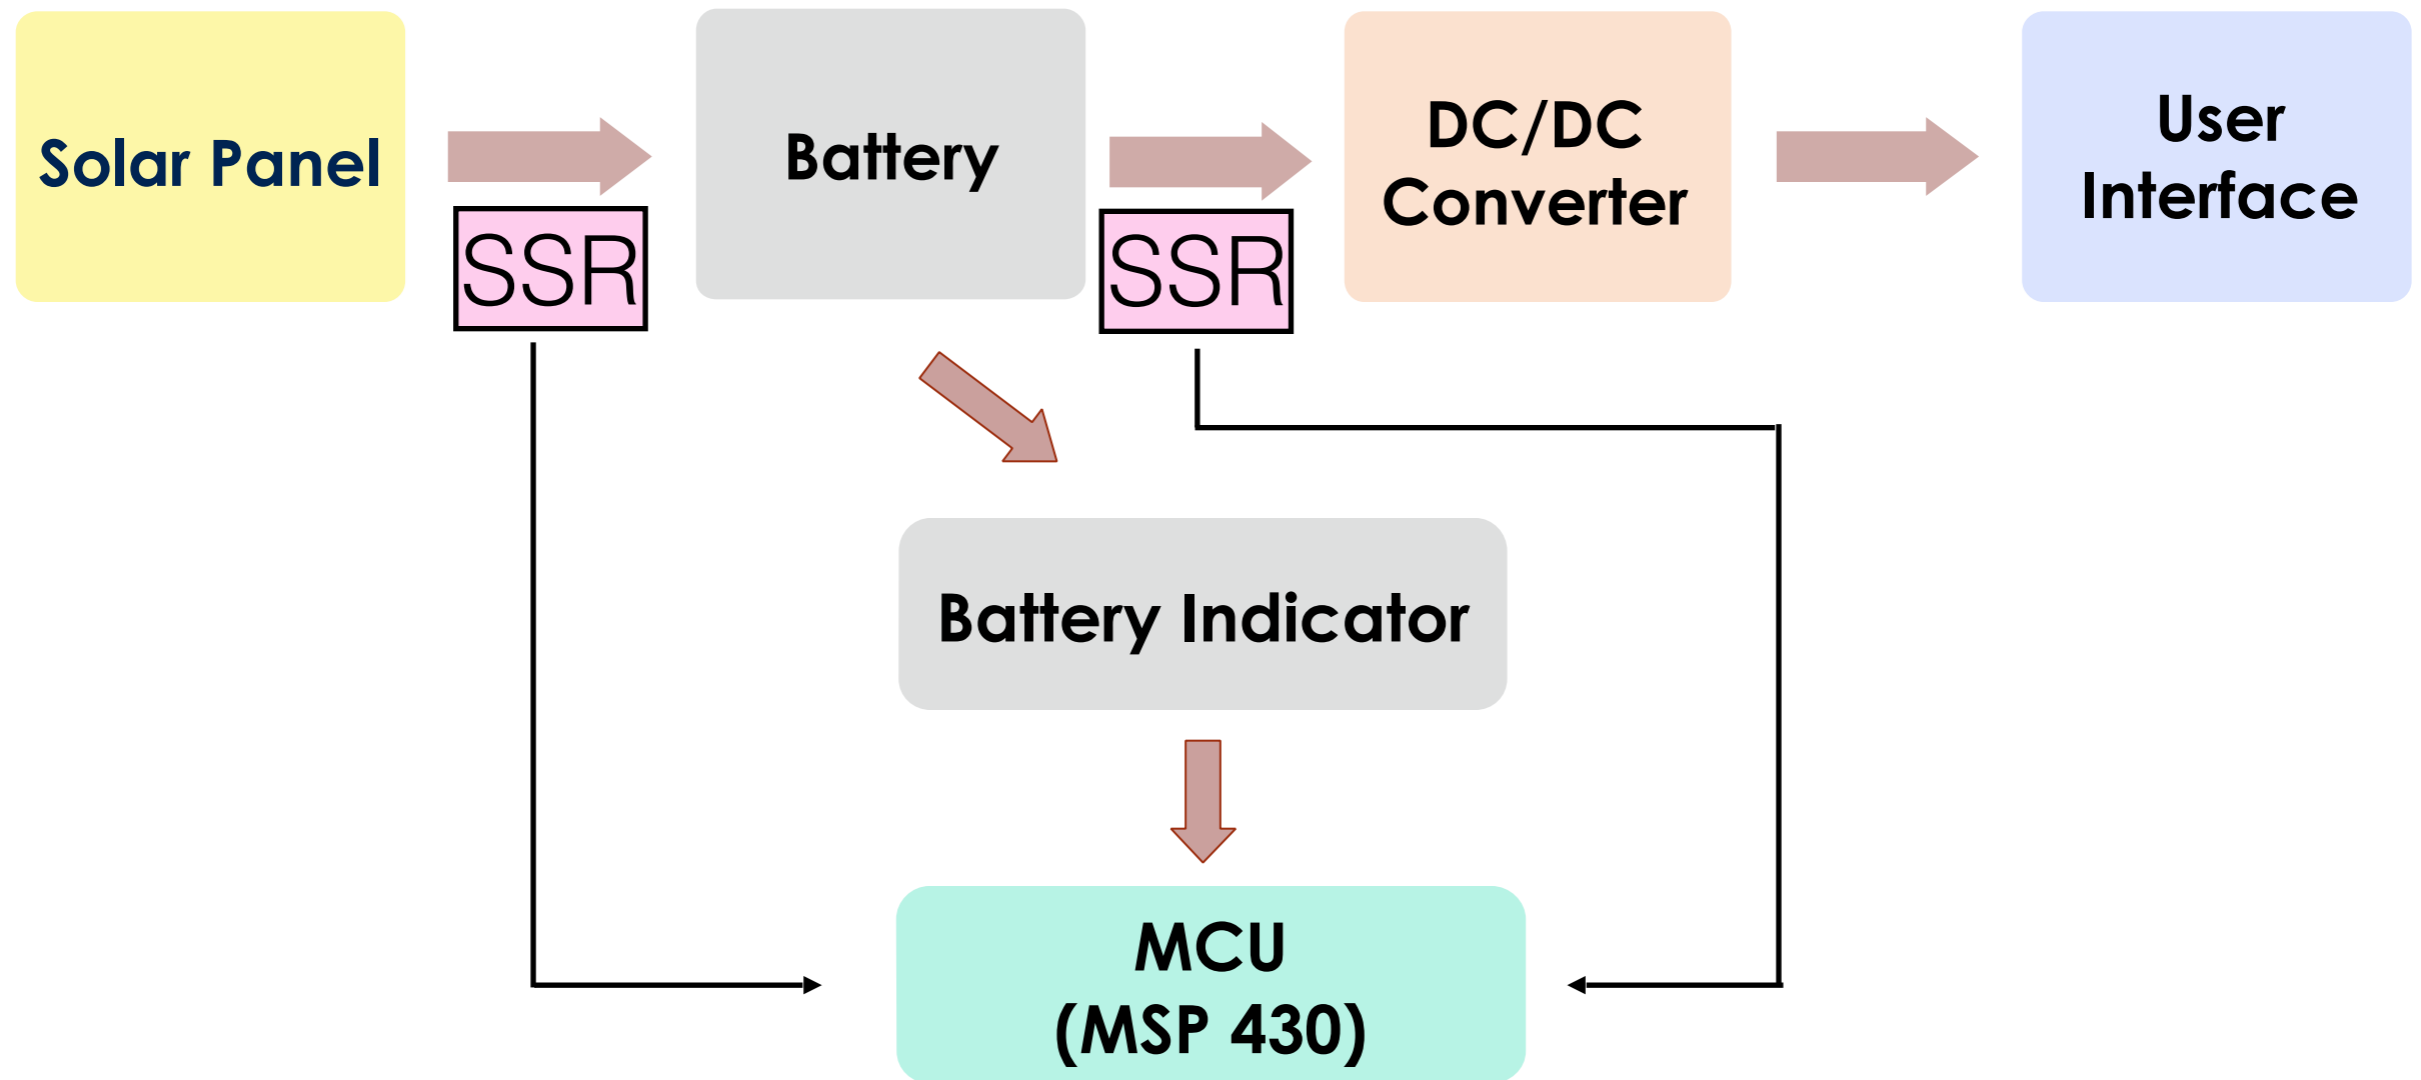 Solar Panel
SSR
Battery
SSR
DC/DC
Converter
User
Interface
Battery Indicator
MCU
(MSP 430)